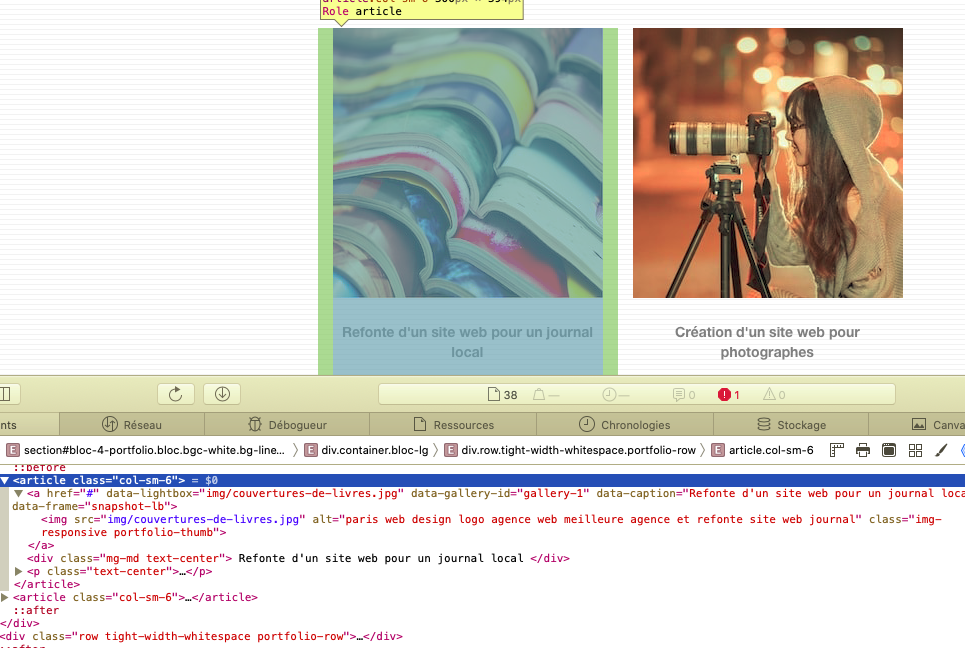 Role article
Refonte d'un site web pour un journal
local
Création d'un site web pour
photographes
38
—
—
0
1
0
nts
Réseau
Débogueur
Ressources
Chronologies
Stockage
Canva
E section#bloc-4-portfolio.bloc.bgc-white.bg-line... 〉 E div.container.bloc-lg 〉 E div.row.tight-width-whitespace.portfolio-row 〉 E article.col-sm-6
::before
<article class="col-sm-6"> = $0
<a href="#" data-lightbox="img/couvertures-de-livres.jpg" data-gallery-id="gallery-1" data-caption="Refonte d'un site web pour un journal loca
data-frame="snapshot-lb">
<img src="img/couvertures-de-livres.jpg" alt="paris web design logo agence web meilleure agence et refonte site web journal" class="img-
responsive portfolio-thumb">
</a>
<div class="mg-md text-center"> Refonte d'un site web pour un journal local </div>
<p class="text-center">…</p>
</article>
<article class="col-sm-6">…</article>
::after
</div>
<div class="row tight-width-whitespace portfolio-row">…</div>